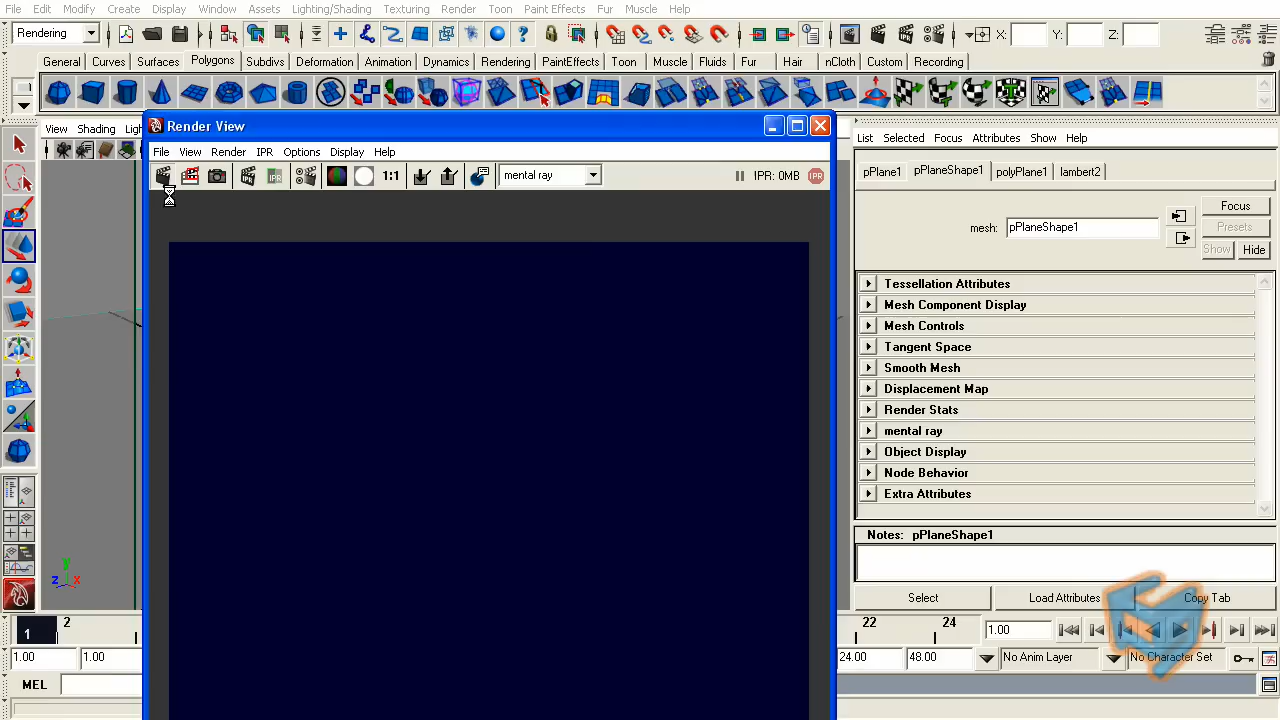 File Edit Modify Create Display Window Assets Lighting/Shading Texturing Render Toon Paint Effects Fur Muscle Help
Rendering X: Y: Z:
General Curves Surfaces Polygons Subdivs Deformation Animation Dynamics Rendering PaintEffects Toon Muscle Fluids Fur Hair nCloth Custom Recording
View Shading Ligh
Render View
File View Render IPR Options Display Help
IPR 1:1 mental ray IPR: 0MB IPR
List Selected Focus Attributes Show Help
pPlane1 pPlaneShape1 polyPlane1 lambert2
Focus
mesh: pPlaneShape1 Presets
Show Hide
Tessellation Attributes
Mesh Component Display
Mesh Controls
Tangent Space
Smooth Mesh
Displacement Map
Render Stats
mental ray
Object Display
Node Behavior
Extra Attributes
Notes: pPlaneShape1
y
z x
Select Load Attributes Copy Tab
1 2 22 24 1.00
1.00 1.00 24.00 48.00 No Anim Layer No Character Set
MEL